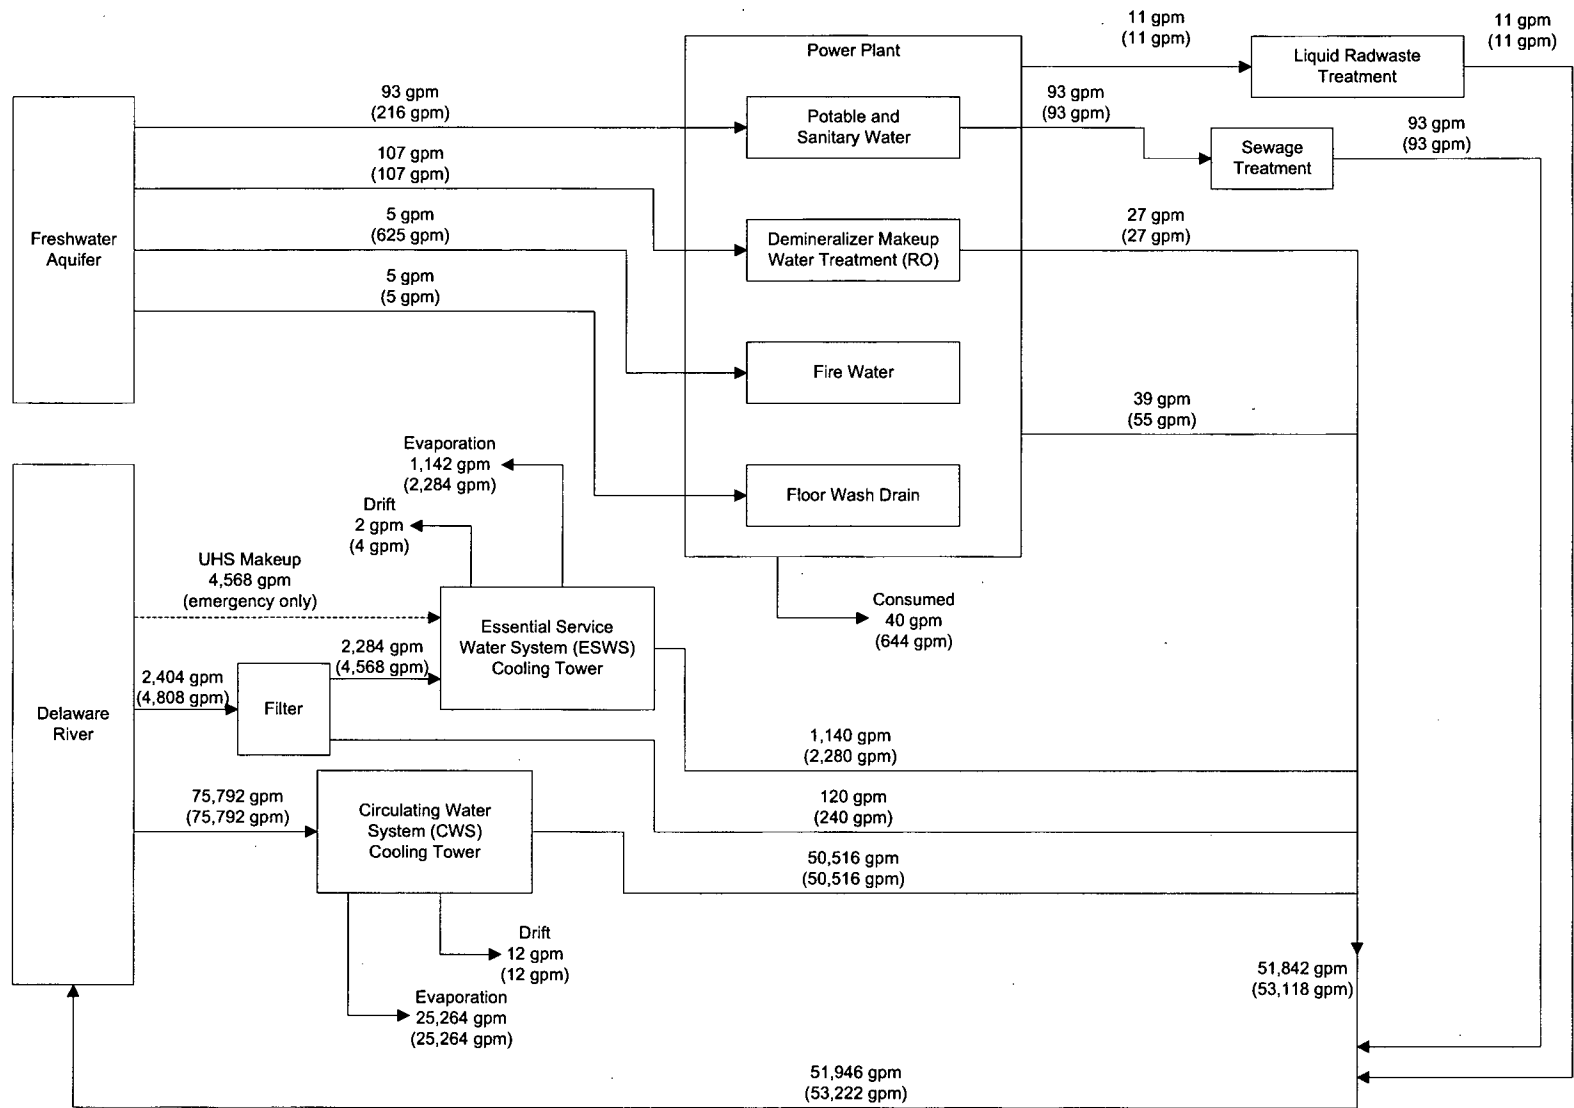 11 gpm
(11 gpm)
11 gpm
(11 gpm)
Power Plant
Liquid Radwaste
Treatment
93 gpm
(216 gpm)
Potable and
Sanitary Water
93 gpm
(93 gpm)
93 gpm
(93 gpm)
Sewage
Treatment
107 gpm
(107 gpm)
5 gpm
(625 gpm)
Freshwater
Aquifer
Demineralizer Makeup
Water Treatment (RO)
27 gpm
(27 gpm)
5 gpm
(5 gpm)
Fire Water
39 gpm
(55 gpm)
Evaporation
1,142 gpm
(2,284 gpm)
Floor Wash Drain
Drift
2 gpm
(4 gpm)
UHS Makeup
4,568 gpm
(emergency only)
Consumed
40 gpm
(644 gpm)
Essential Service
Water System (ESWS)
Cooling Tower
2,284 gpm
(4,568 gpm)
2,404 gpm
(4,808 gpm)
Filter
Delaware
River
1,140 gpm
(2,280 gpm)
75,792 gpm
(75,792 gpm)
Circulating Water
System (CWS)
Cooling Tower
120 gpm
(240 gpm)
50,516 gpm
(50,516 gpm)
Drift
12 gpm
(12 gpm)
51,842 gpm
(53,118 gpm)
Evaporation
25,264 gpm
(25,264 gpm)
51,946 gpm
(53,222 gpm)